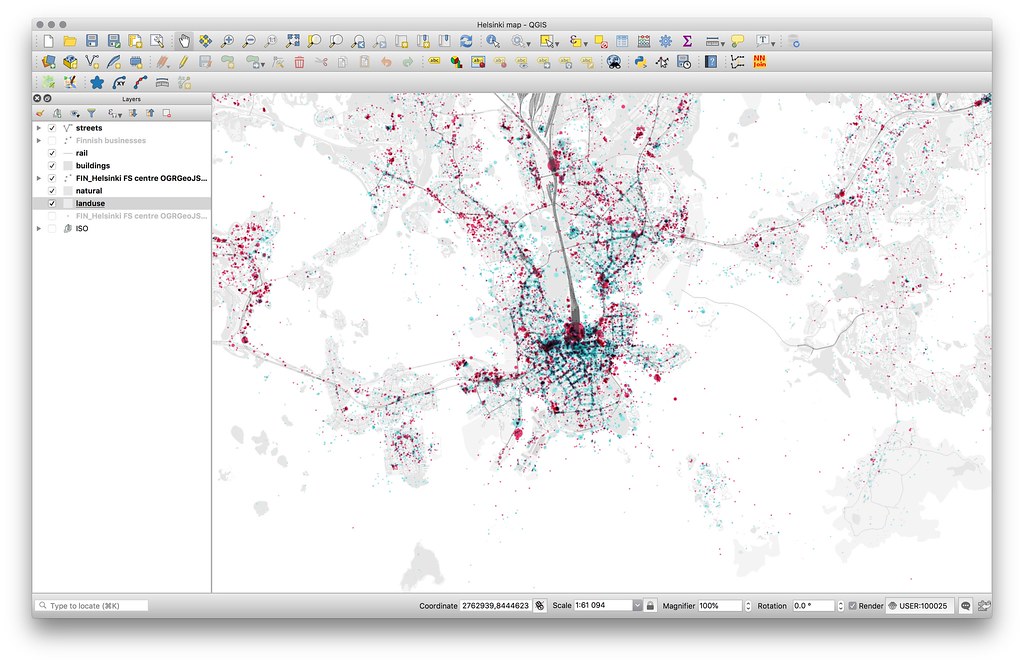 Helsinki map - QGIS
NN
join
Layers
streets
Finnish businesses
rail
buildings
FIN_Helsinki FS centre OGRGeoJS...
natural
landuse
FIN_Helsinki FS centre OGRGeoJS...
ISO
Type to locate (⌘K)
Coordinate 2762939,8444623 Scale 1:61 094 Magnifier 100% Rotation 0.0 ° Render USER:100025